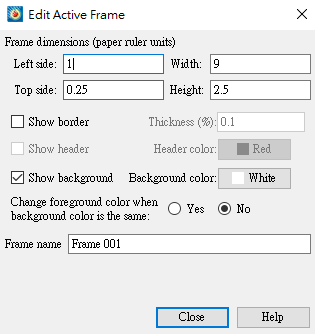 Edit Active Frame
Frame dimensions (paper ruler units)
Left side: 1 Width: 9
Top side: 0.25 Height: 2.5
Show border Thickness (%): 0.1
Show header Header color: Red
Show background Background color: White
Change foreground color when
background color is the same: Yes No
Frame name Frame 001
Close Help